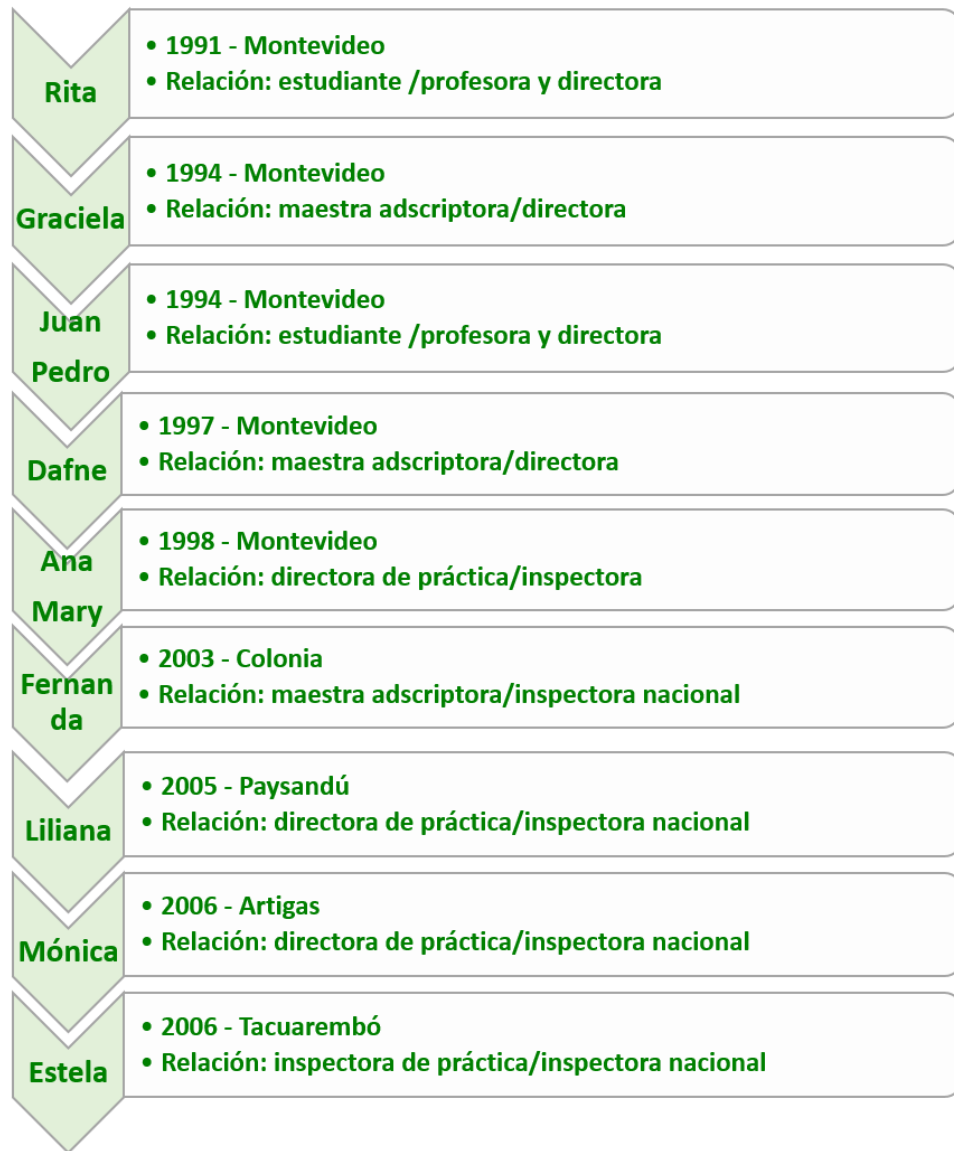 Rita
• 1991 - Montevideo
• Relación: estudiante /profesora y directora
Graciela
• 1994 - Montevideo
• Relación: maestra adscriptora/directora
Juan
Pedro
• 1994 - Montevideo
• Relación: estudiante /profesora y directora
Dafne
• 1997 - Montevideo
• Relación: maestra adscriptora/directora
Ana
Mary
• 1998 - Montevideo
• Relación: directora de práctica/inspectora
Fernan
da
• 2003 - Colonia
• Relación: maestra adscriptora/inspectora nacional
Liliana
• 2005 - Paysandú
• Relación: directora de práctica/inspectora nacional
Mónica
• 2006 - Artigas
• Relación: directora de práctica/inspectora nacional
Estela
• 2006 - Tacuarembó
• Relación: inspectora de práctica/inspectora nacional